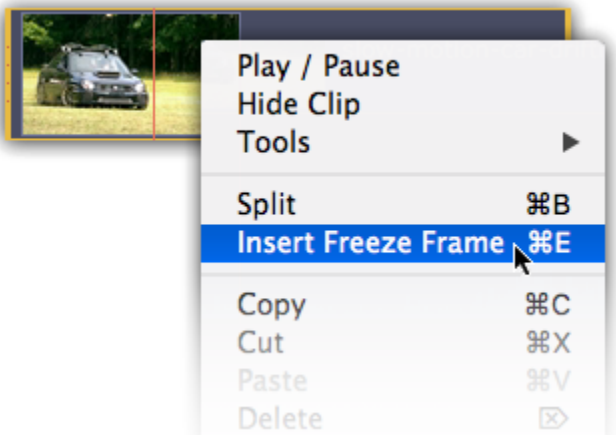 Play / Pause
Hide Clip
Tools ▶
Split ⌘B
Insert Freeze Frame ⌘E
Copy ⌘C
Cut ⌘X
Paste ⌘V
Delete ⌦